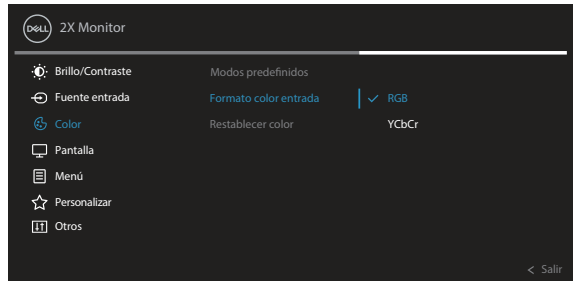 DELL 2X Monitor
Brillo/Contraste
Modos predefinidos
Fuente entrada
Formato color entrada
RGB
Color
Restablecer color
YCbCr
Pantalla
Menú
Personalizar
Otros
< Salir